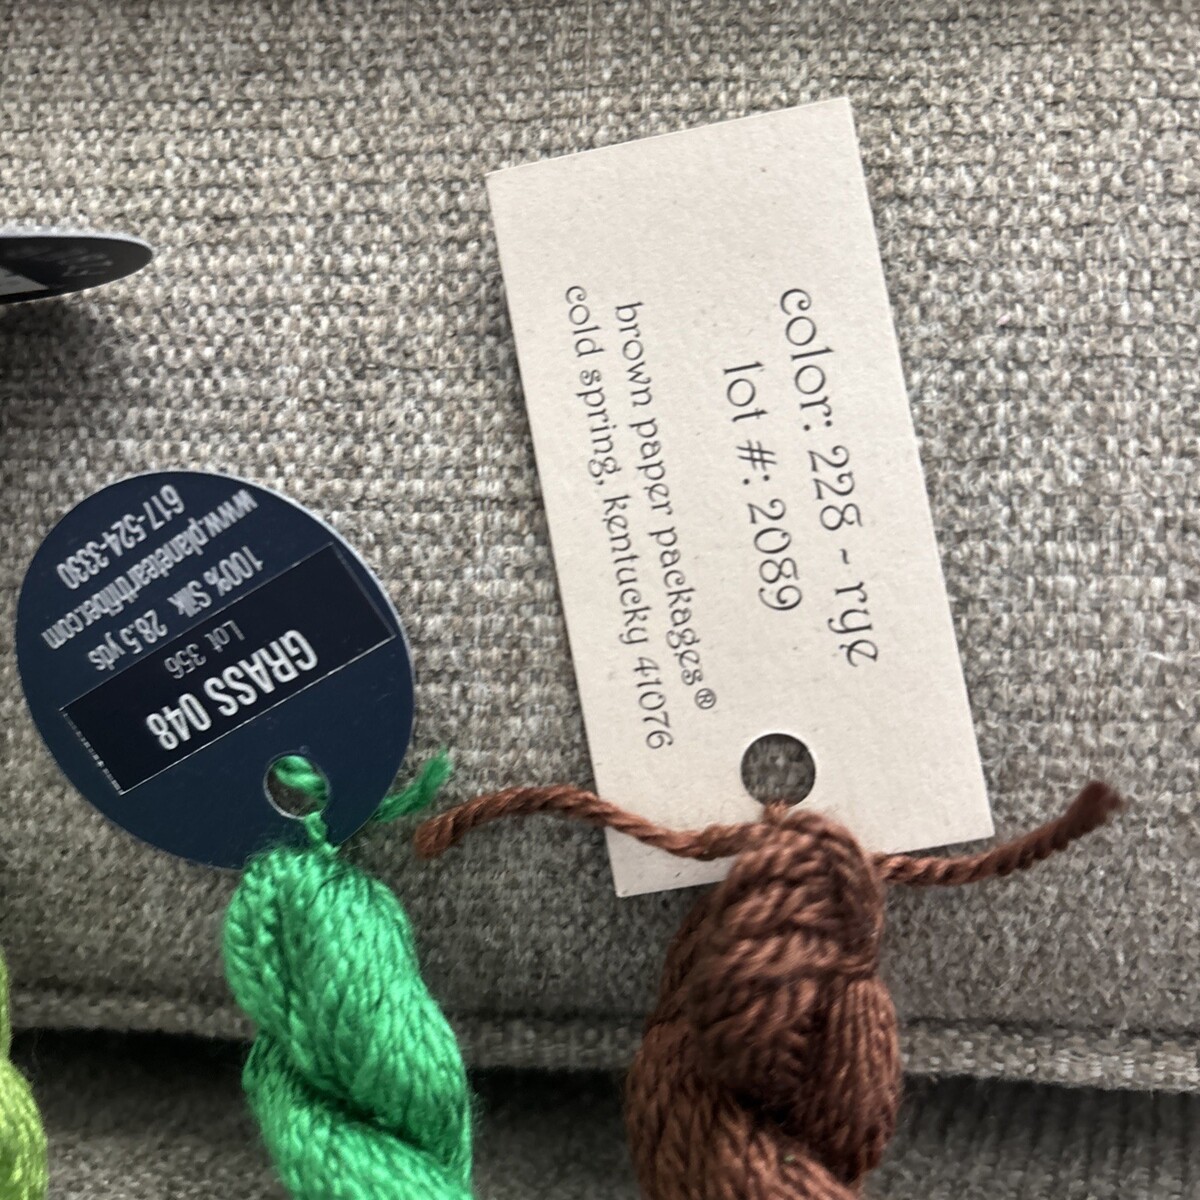 GRASS 048
Lot 356
100% Silk 28.5 yds
www.planetearthfiber.com
617-524-3330
color: 228 - rye
lot #: 2089
brown paper packages®
cold spring, kentucky 41076